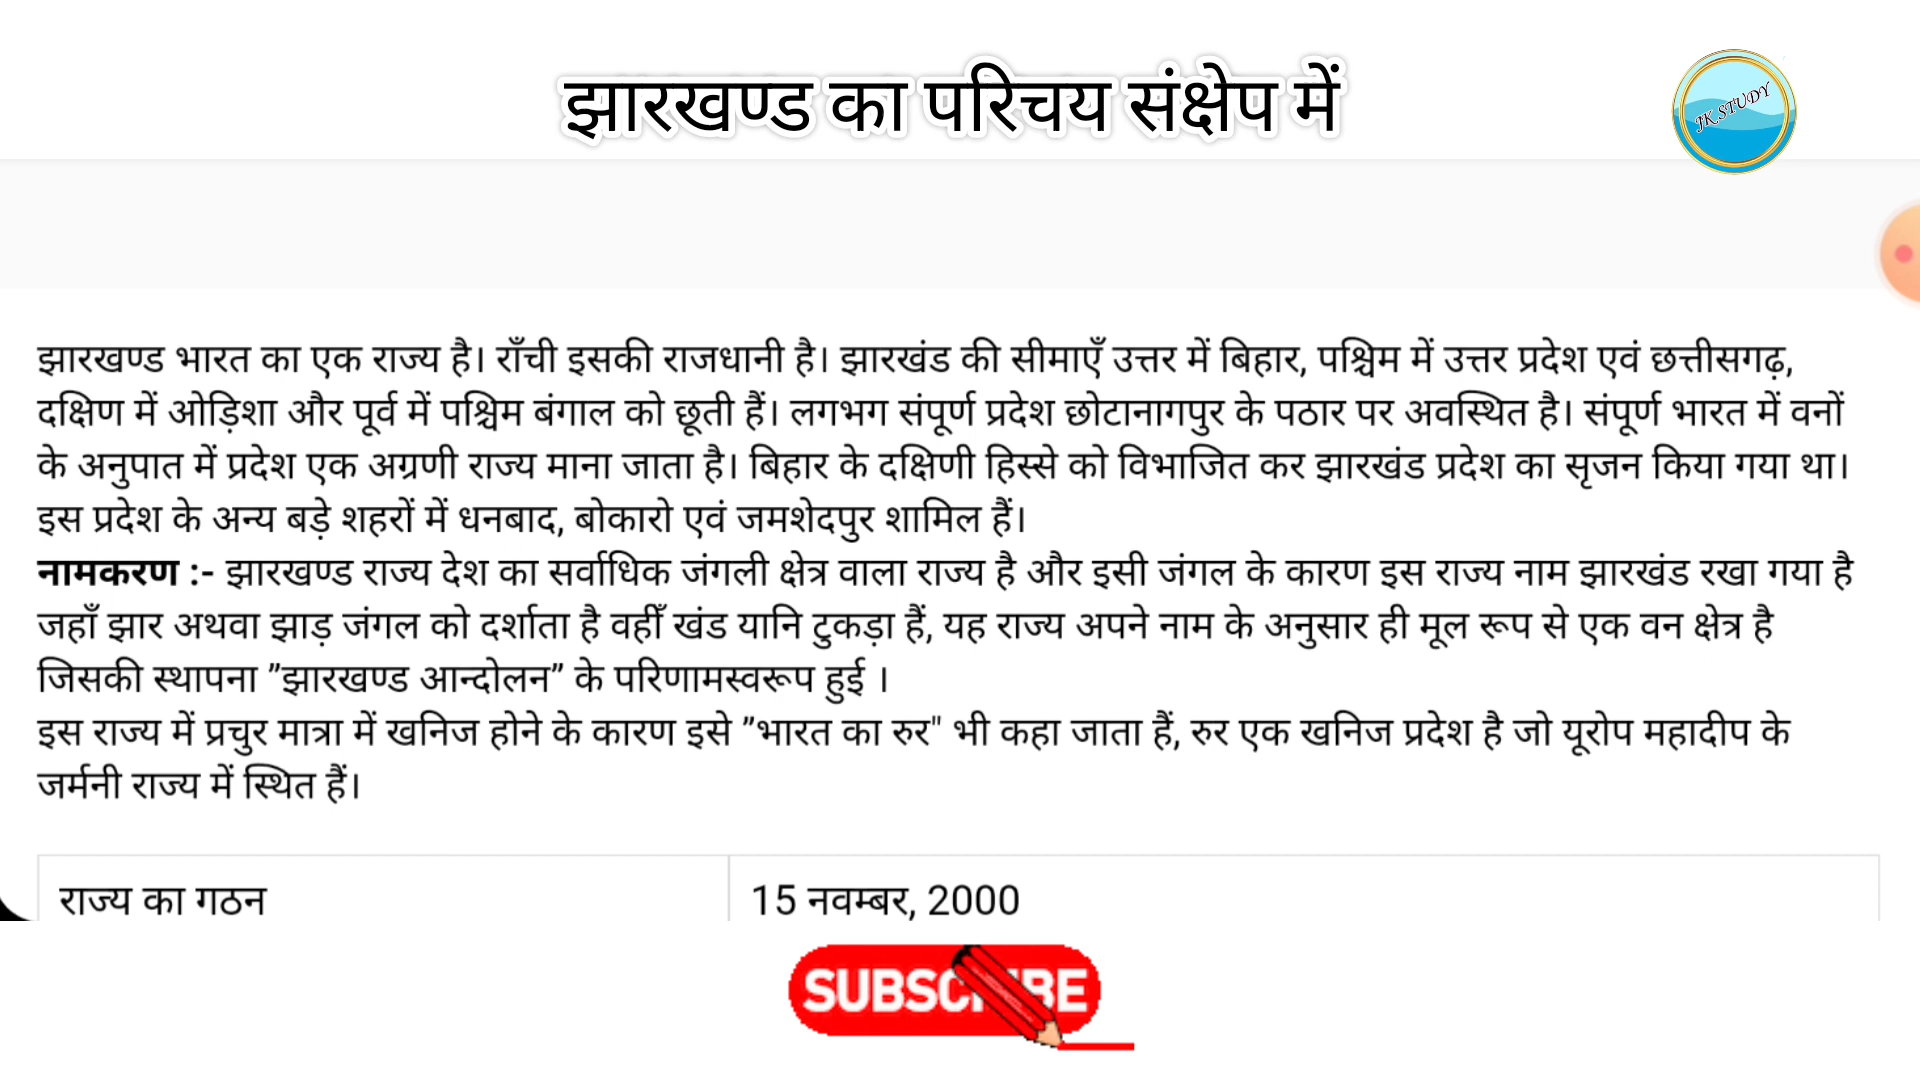 झारखण्ड का परिचय संक्षेप में
JK STUDY
झारखण्ड भारत का एक राज्य है। राँची इसकी राजधानी है। झारखंड की सीमाएँ उत्तर में बिहार, पश्चिम में उत्तर प्रदेश एवं छत्तीसगढ़,
दक्षिण में ओड़िशा और पूर्व में पश्चिम बंगाल को छूती हैं। लगभग संपूर्ण प्रदेश छोटानागपुर के पठार पर अवस्थित है। संपूर्ण भारत में वनों
के अनुपात में प्रदेश एक अग्रणी राज्य माना जाता है। बिहार के दक्षिणी हिस्से को विभाजित कर झारखंड प्रदेश का सृजन किया गया था।
इस प्रदेश के अन्य बड़े शहरों में धनबाद, बोकारो एवं जमशेदपुर शामिल हैं।
नामकरण :- झारखण्ड राज्य देश का सर्वाधिक जंगली क्षेत्र वाला राज्य है और इसी जंगल के कारण इस राज्य नाम झारखंड रखा गया है
जहाँ झार अथवा झाड़ जंगल को दर्शाता है वहीँ खंड यानि टुकड़ा हैं, यह राज्य अपने नाम के अनुसार ही मूल रूप से एक वन क्षेत्र है
जिसकी स्थापना ”झारखण्ड आन्दोलन” के परिणामस्वरूप हुई ।
इस राज्य में प्रचुर मात्रा में खनिज होने के कारण इसे ”भारत का रुर" भी कहा जाता हैं, रुर एक खनिज प्रदेश है जो यूरोप महादीप के
जर्मनी राज्य में स्थित हैं।
राज्य का गठन 15 नवम्बर, 2000
SUBSCRIBE